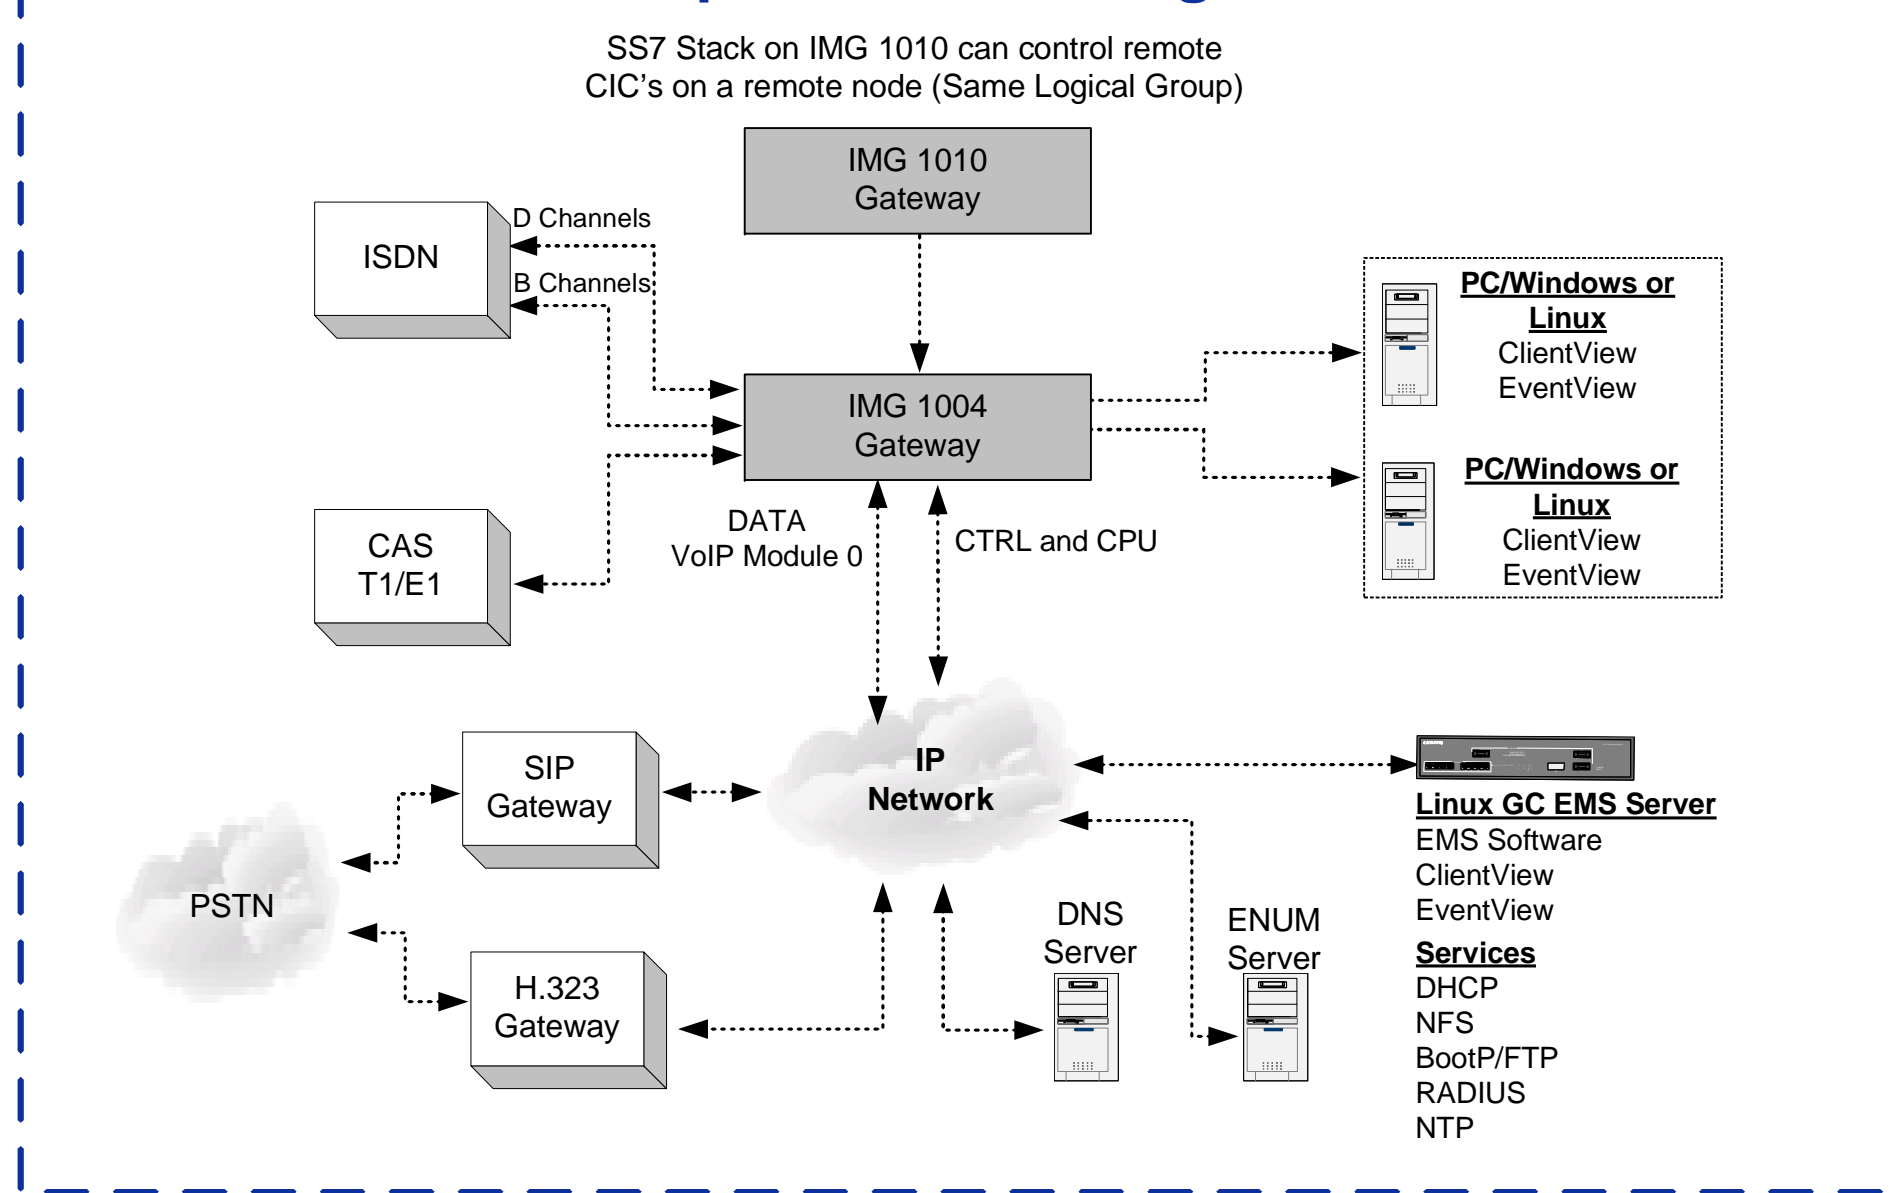 SS7 Stack on IMG 1010 can control remote
CIC's on a remote node (Same Logical Group)
IMG 1010
Gateway
D Channels
ISDN
B Channels
PC/Windows or
Linux
ClientView
EventView
IMG 1004
Gateway
PC/Windows or
Linux
ClientView
EventView
DATA
VoIP Module 0
CTRL and CPU
CAS
T1/E1
SIP
Gateway
IP
Network
Linux GC EMS Server
EMS Software
ClientView
EventView
PSTN
DNS
Server
ENUM
Server
Services
DHCP
NFS
BootP/FTP
RADIUS
NTP
H.323
Gateway